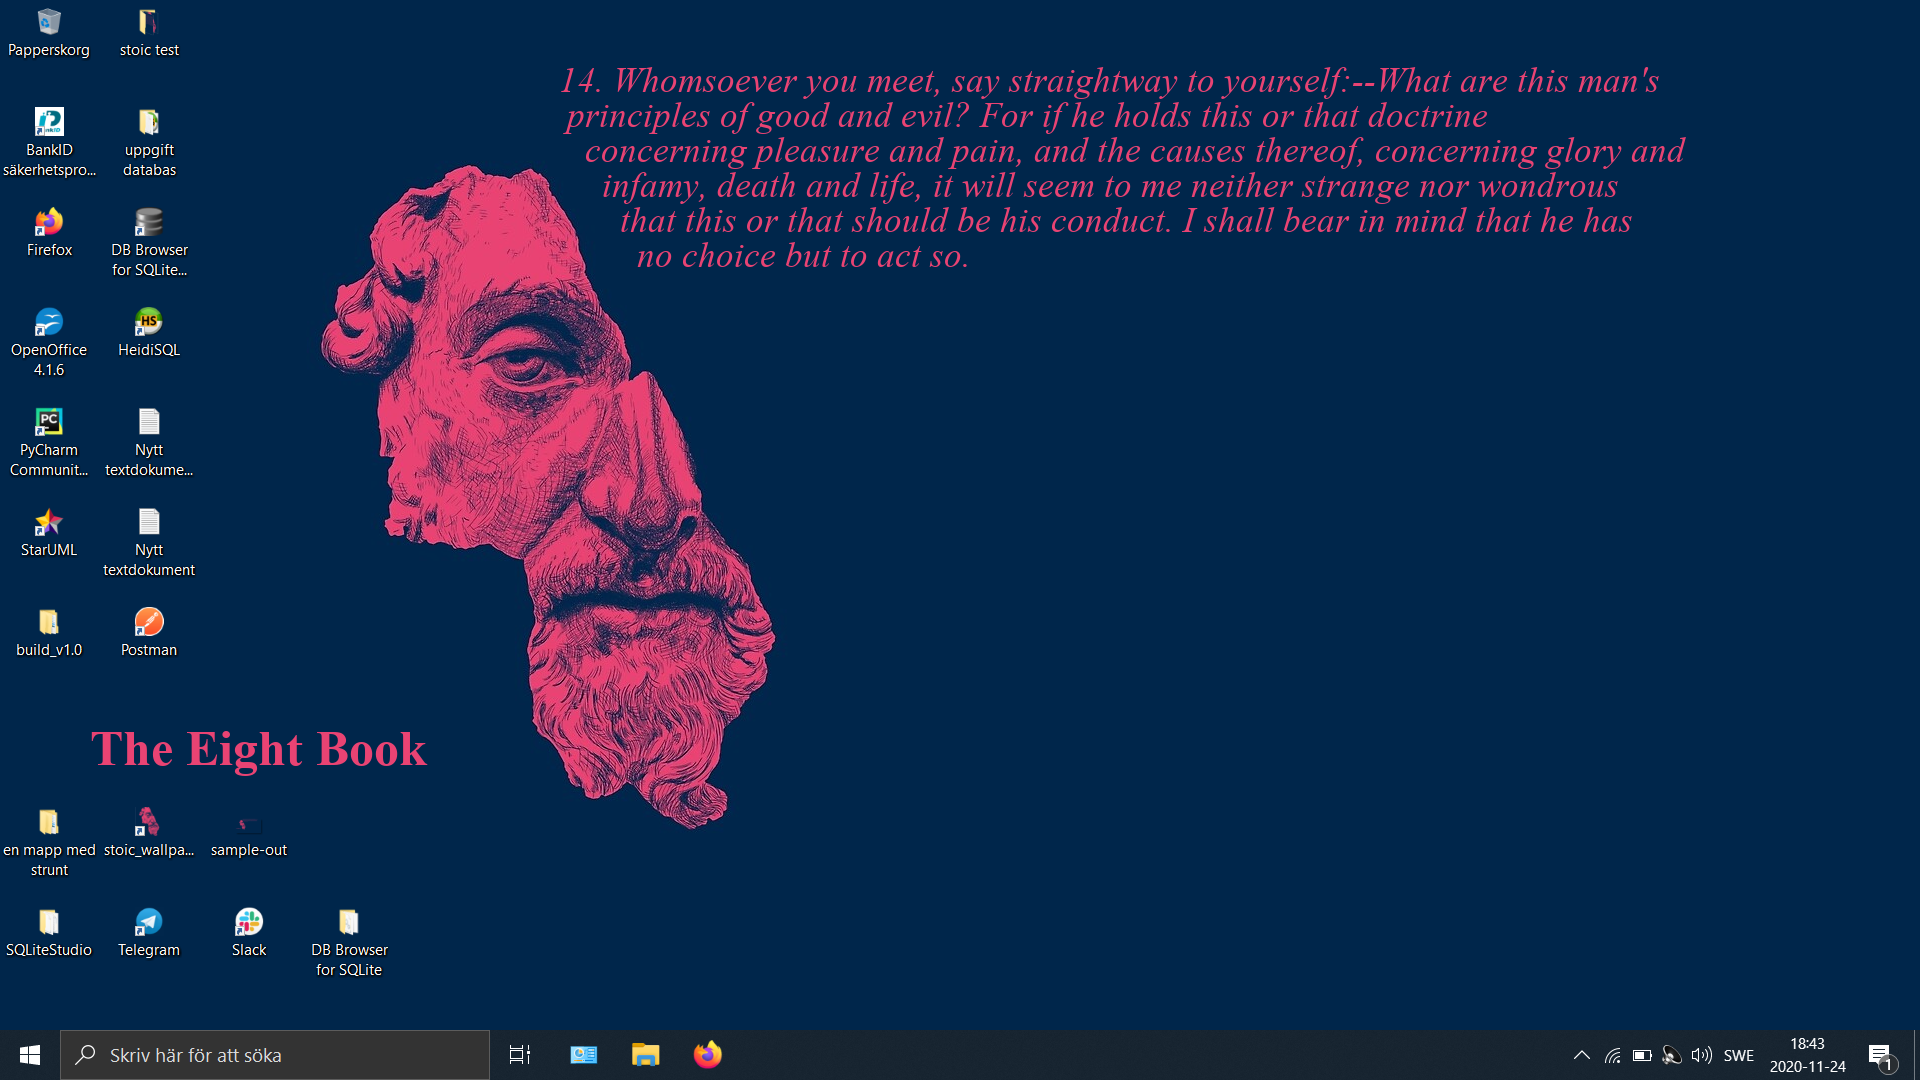 Papperskorg
stoic test
14. Whomsoever you meet, say straightway to yourself:--What are this man's
principles of good and evil? For if he holds this or that doctrine
concerning pleasure and pain, and the causes thereof, concerning glory and
infamy, death and life, it will seem to me neither strange nor wondrous
that this or that should be his conduct. I shall bear in mind that he has
no choice but to act so.
BankID
säkerhetspro...
uppgift
databas
Firefox
DB Browser
for SQLite...
OpenOffice
4.1.6
HeidiSQL
PyCharm
Communit...
Nytt
textdokume...
StarUML
Nytt
textdokument
build_v1.0
Postman
The Eight Book
en mapp med
strunt
stoic_wallpa...
sample-out
SQLiteStudio
Telegram
Slack
DB Browser
for SQLite
Skriv här för att söka
SWE
18:43
2020-11-24
1